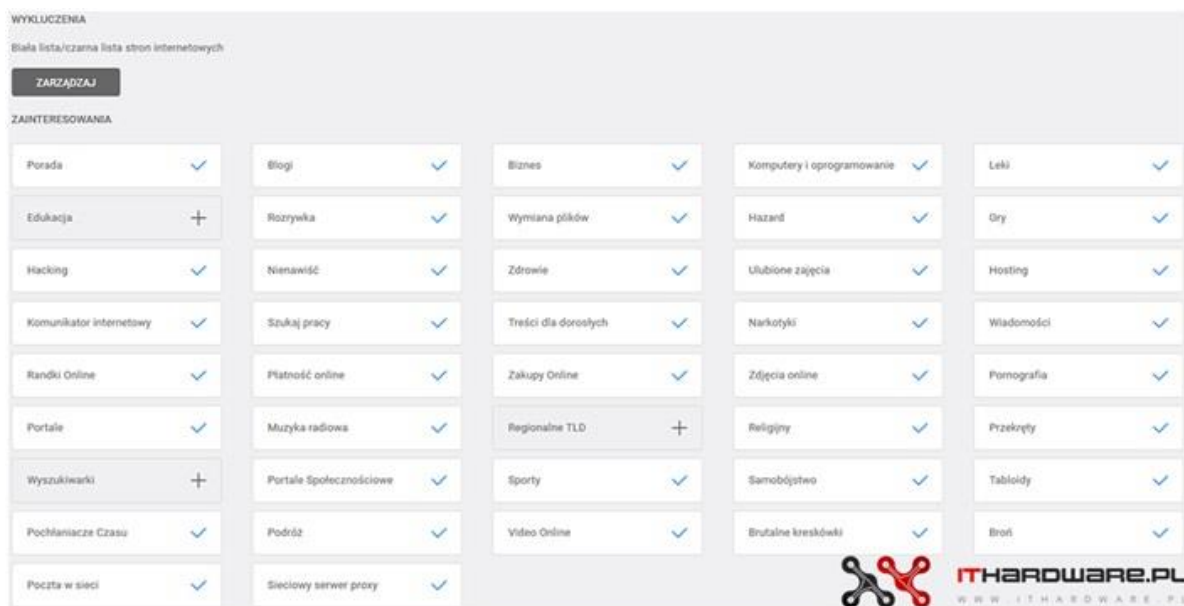 WYKLUCZENIA
Biała lista/czarna lista stron internetowych
ZARZĄDZAJ
ZAINTERESOWANIA
Porada Blogi Biznes Komputery i oprogramowanie Leki
Edukacja Rozrywka Wymiana plików Hazard Gry
Hacking Nienawiść Zdrowie Ulubione zajęcia Hosting
Komunikator internetowy Szukaj pracy Treści dla dorosłych Narkotyki Wiadomości
Randki Online Płatność online Zakupy Online Zdjęcia online Pornografia
Portale Muzyka radiowa Regionalne TLD Religijny Przekręty
Wyszukiwarki Portale Społecznościowe Sporty Samobójstwo Tabloidy
Pochłaniacze Czasu Podróż Video Online Brutalne kreskówki Broń
Poczta w sieci Sieciowy serwer proxy
ITHARDWARE.PL
WWW.ITHARDWARE.PL